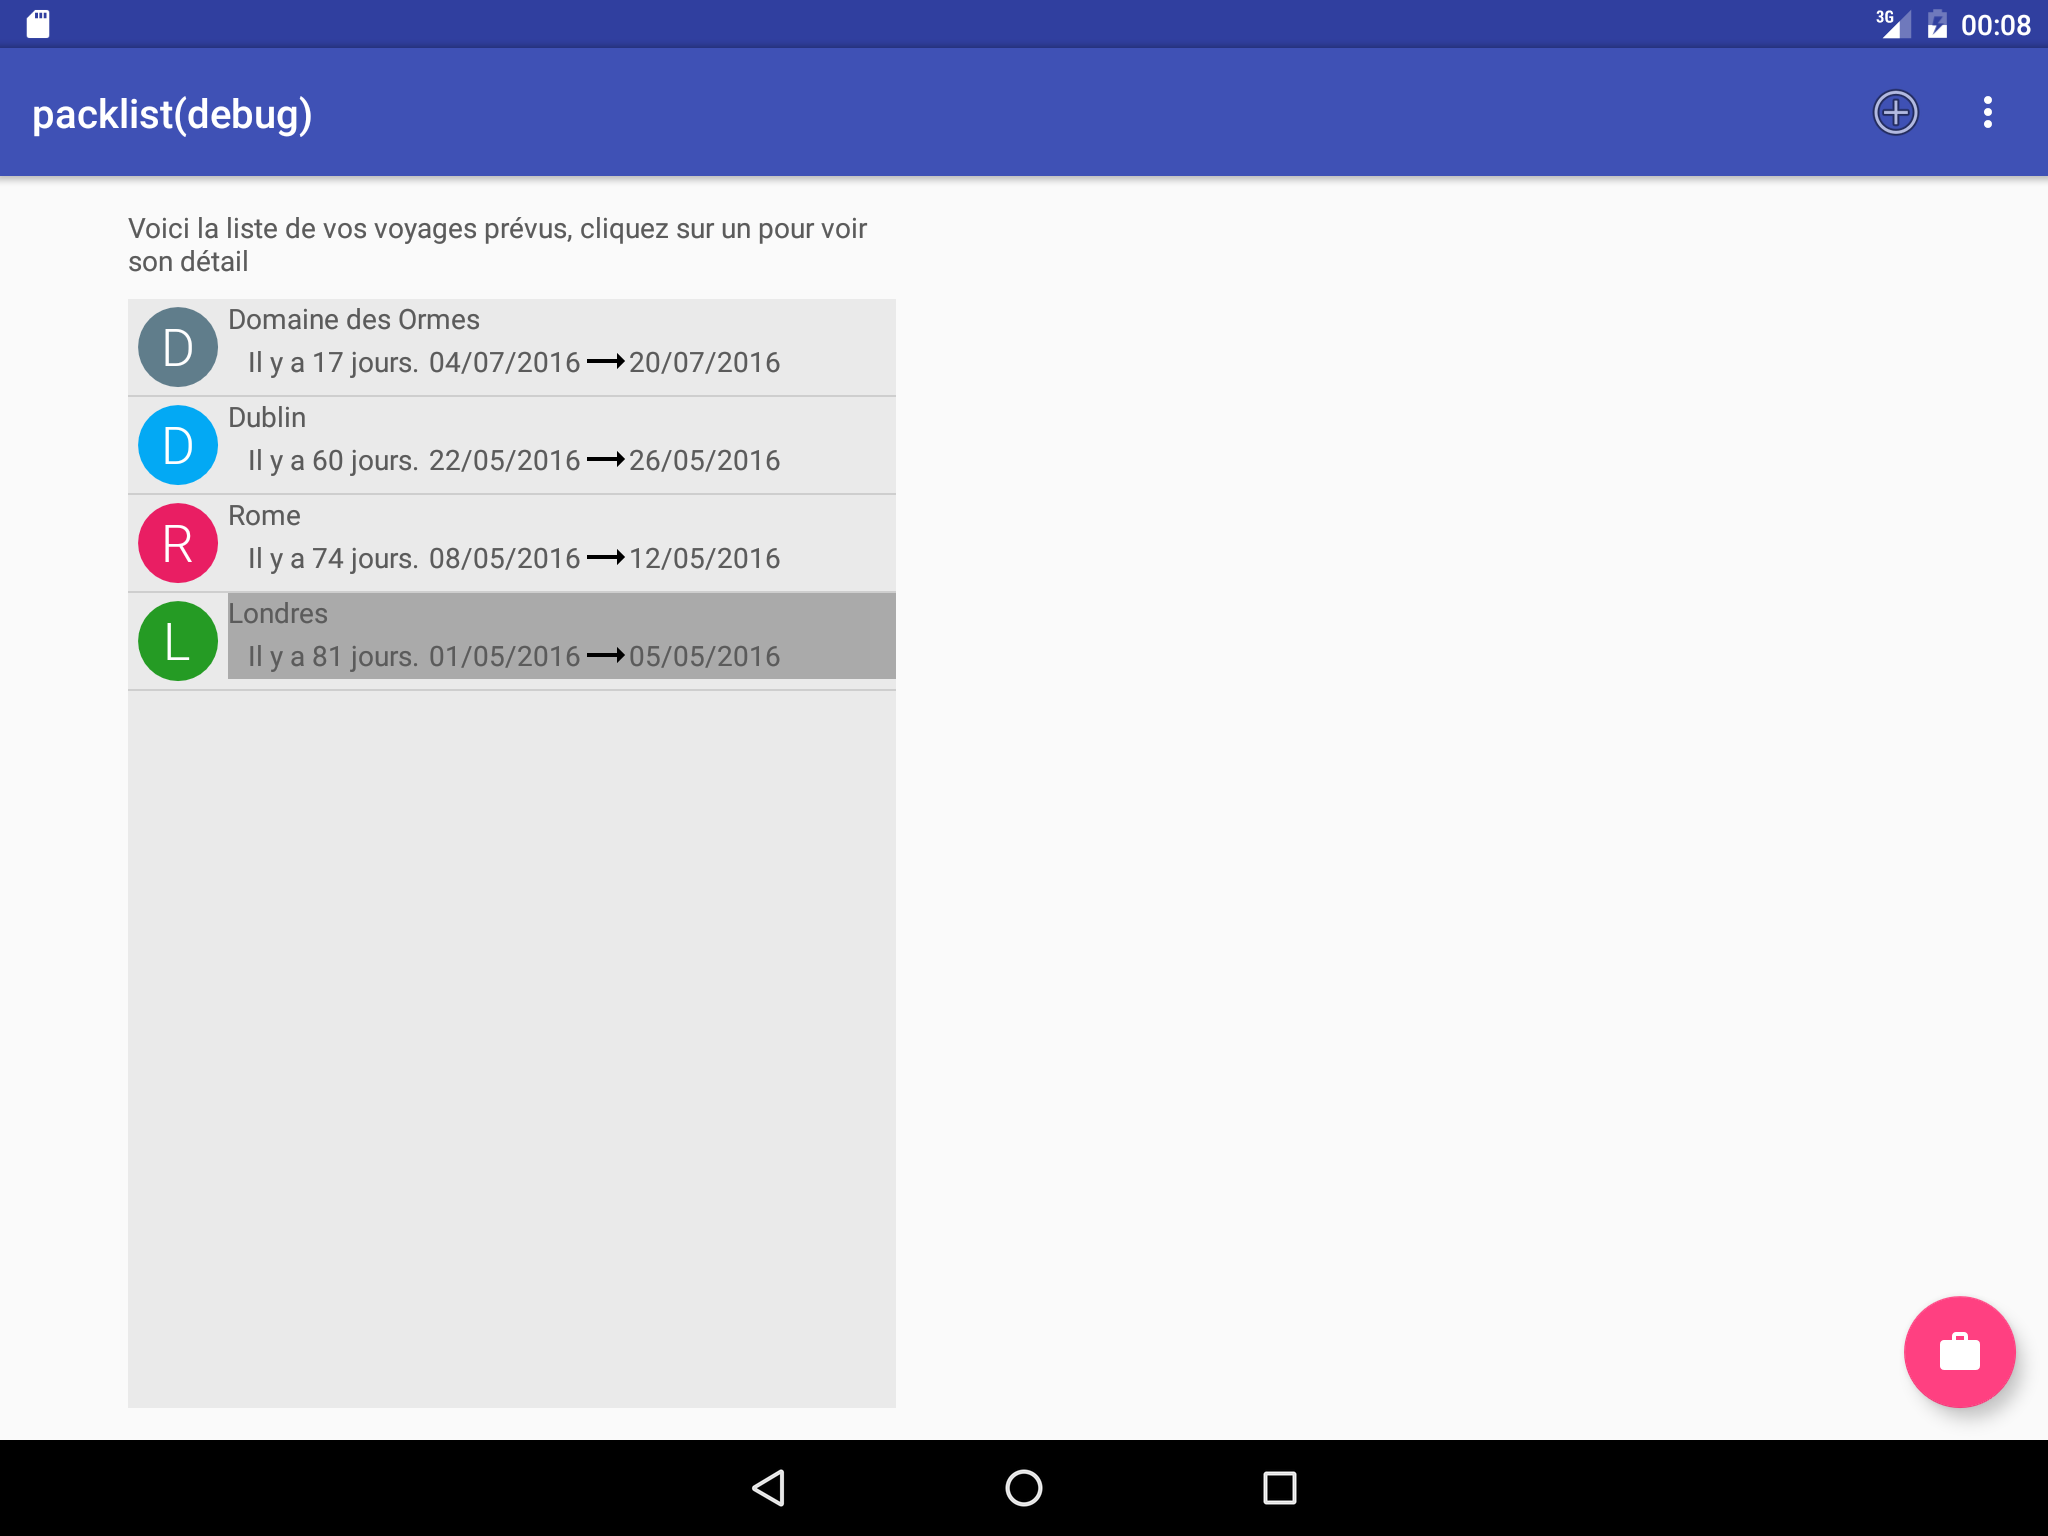 3G 00:08
packlist(debug)
Voici la liste de vos voyages prévus, cliquez sur un pour voir
son détail
D
Domaine des Ormes
Il y a 17 jours. 04/07/2016 20/07/2016
D
Dublin
Il y a 60 jours. 22/05/2016 26/05/2016
R
Rome
Il y a 74 jours. 08/05/2016 12/05/2016
L
Londres
Il y a 81 jours. 01/05/2016 05/05/2016